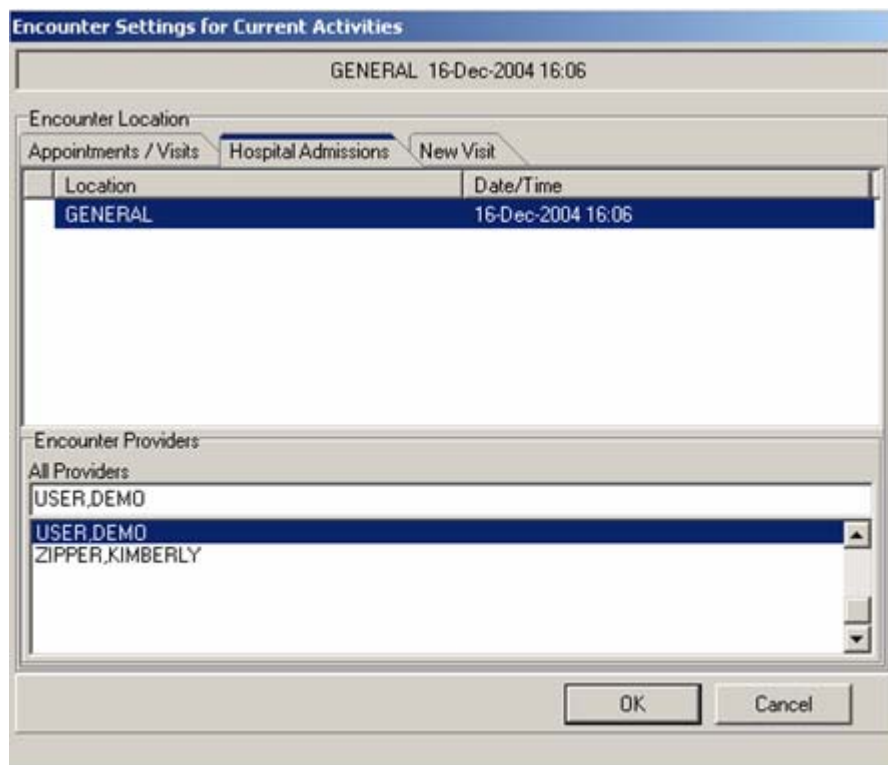 Encounter Settings for Current Activities
GENERAL 16-Dec-2004 16:06
Encounter Location
Appointments / Visits Hospital Admissions New Visit
Location Date/Time
GENERAL 16-Dec-2004 16:06
Encounter Providers
All Providers
USER,DEMO
USER,DEMO
ZIPPER,KIMBERLY
OK Cancel